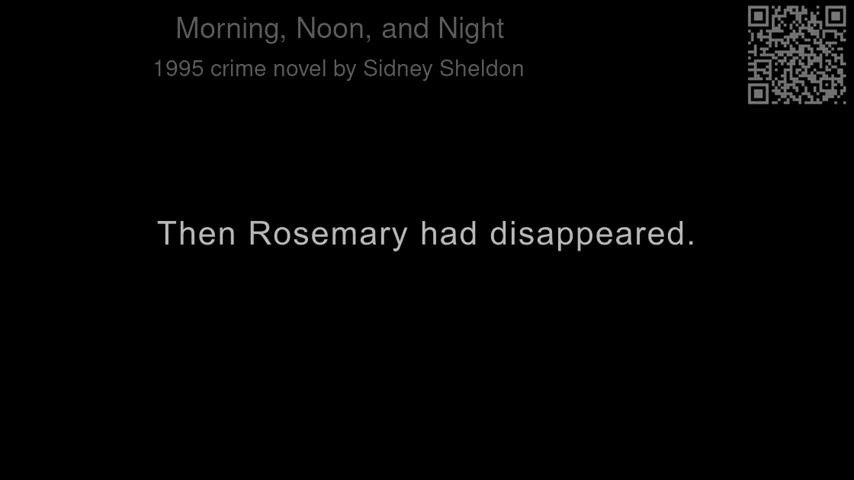 Morning, Noon, and Night
1995 crime novel by Sidney Sheldon
Then Rosemary had disappeared.